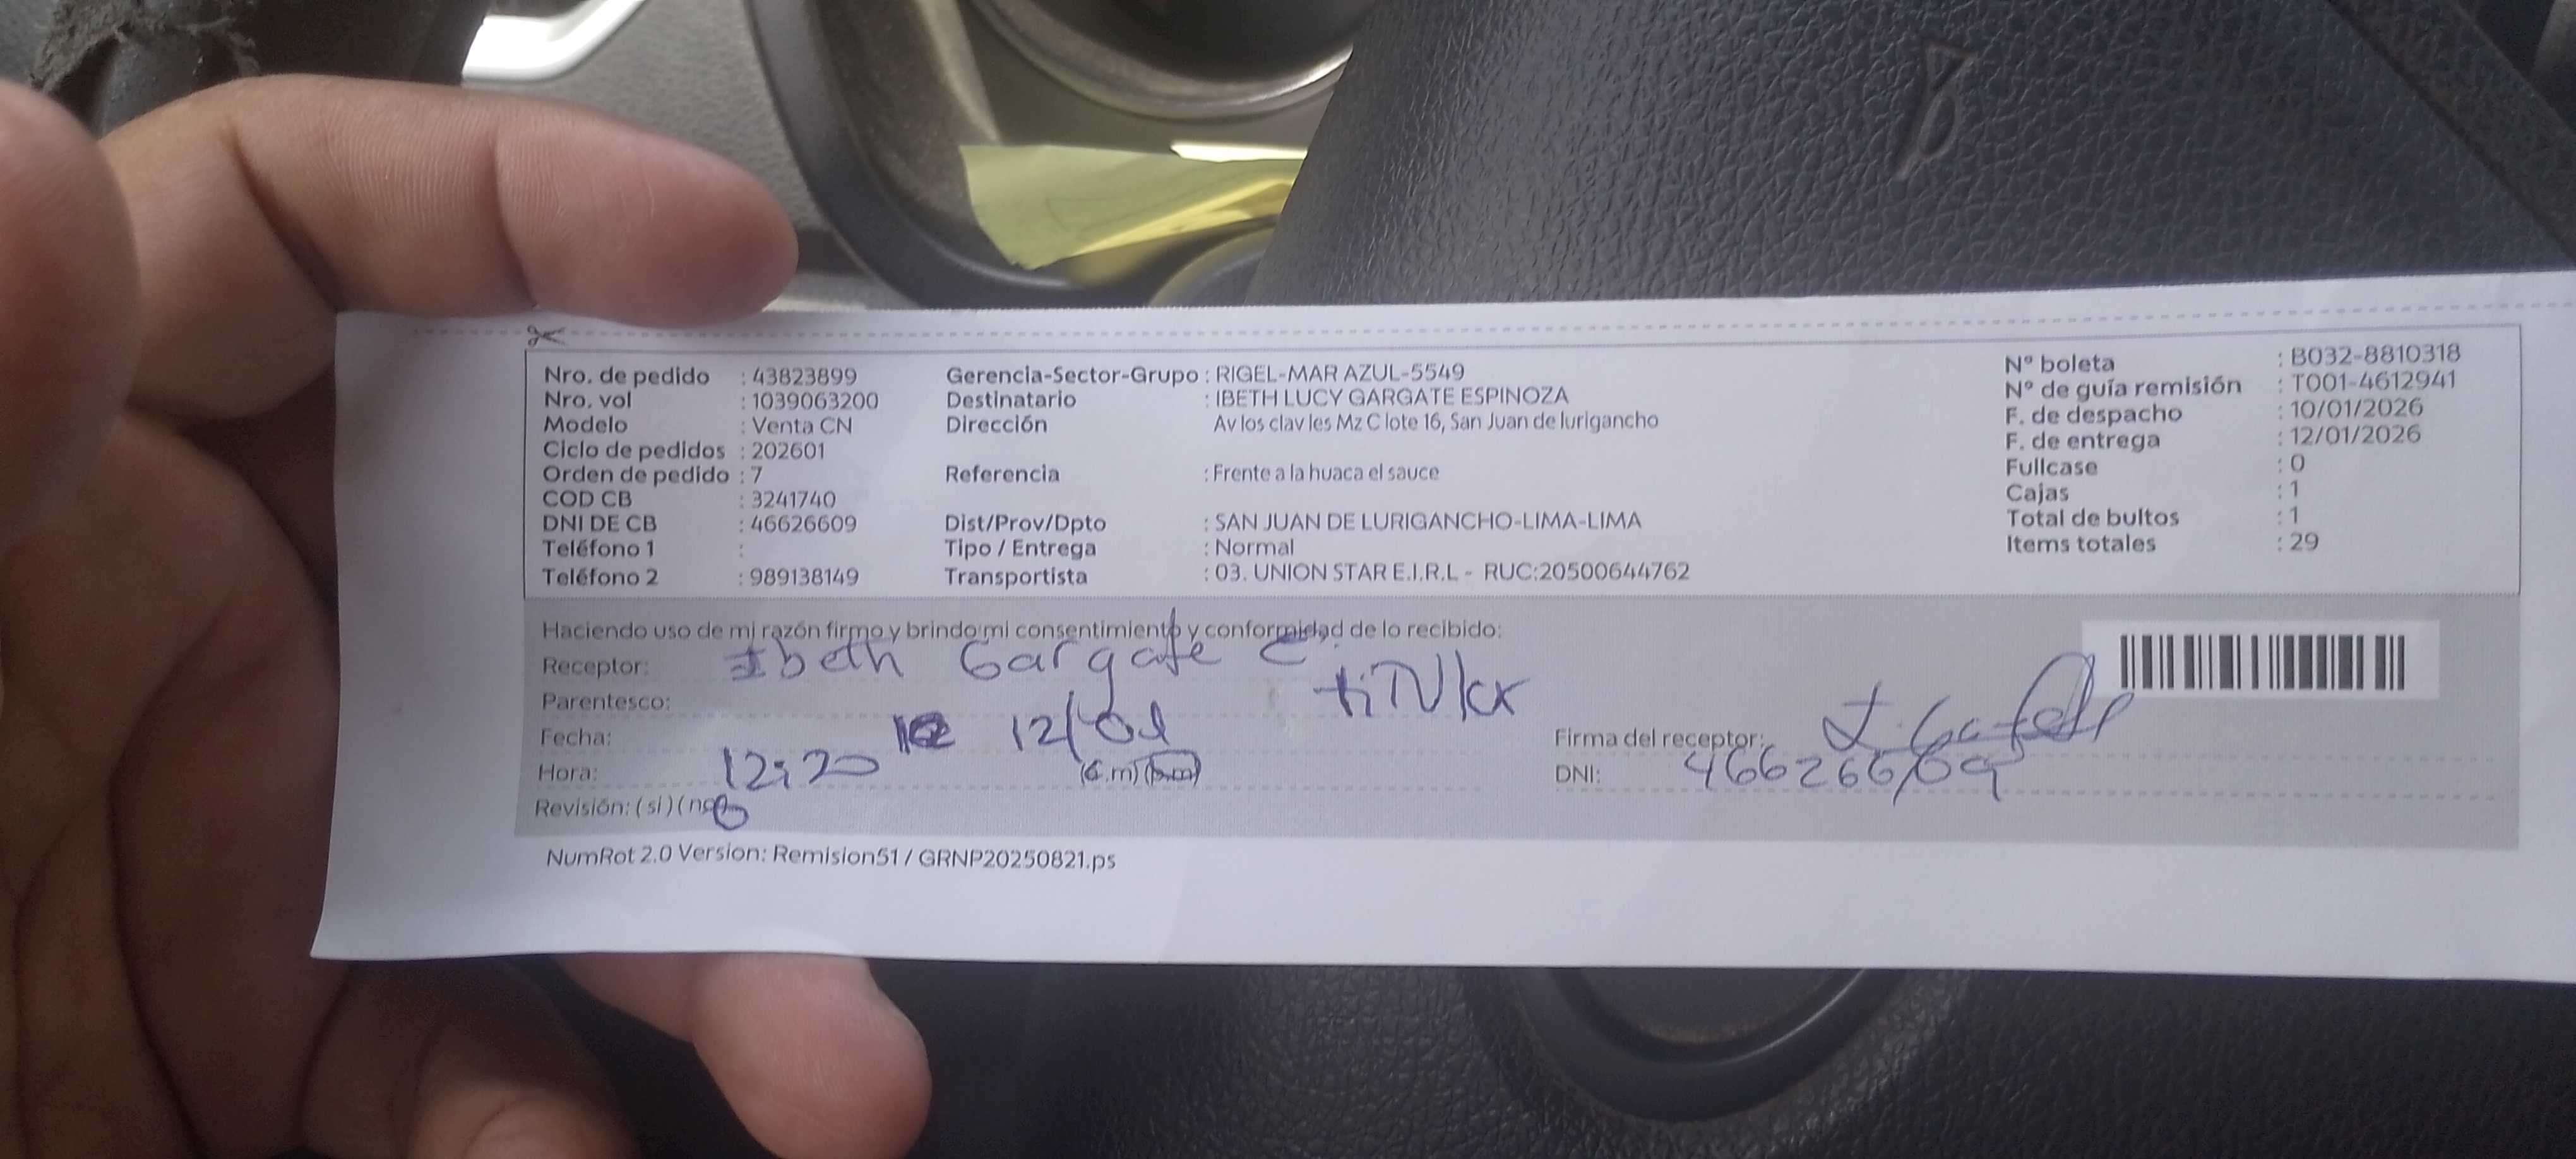 Nro. de pedido : 43823899
Nro. vol : 1039063200
Modelo : Venta CN
Ciclo de pedidos : 202601
Orden de pedido : 7
COD CB : 3241740
DNI DE CB : 46626609
Teléfono 1 :
Teléfono 2 : 989138149
Gerencia-Sector-Grupo : RIGEL-MAR AZUL-5549
Destinatario : IBETH LUCY GARGATE ESPINOZA
Dirección Av los clav les Mz C lote 16, San Juan de lurigancho
Referencia : Frente a la huaca el sauce
Dist/Prov/Dpto : SAN JUAN DE LURIGANCHO-LIMA-LIMA
Tipo / Entrega : Normal
Transportista : 03. UNION STAR E.I.R.L - RUC:20500644762
Nº boleta : B032-8810318
Nº de guía remisión : T001-4612941
F. de despacho : 10/01/2026
F. de entrega : 12/01/2026
Fullcase : 0
Cajas : 1
Total de bultos : 1
Items totales : 29
Haciendo uso de mi razón firmo y brindo mi consentimiento y conformidad de lo recibido:
Receptor: Ibeth Gargate E.
Parentesco: titular
Fecha: 12/01
Hora: 12:20 (a.m) (p.m)
Revisión: (si) (no)
Firma del receptor:
DNI: 46626609
NumRot 2.0 Version: Remision51 / GRNP20250821.ps